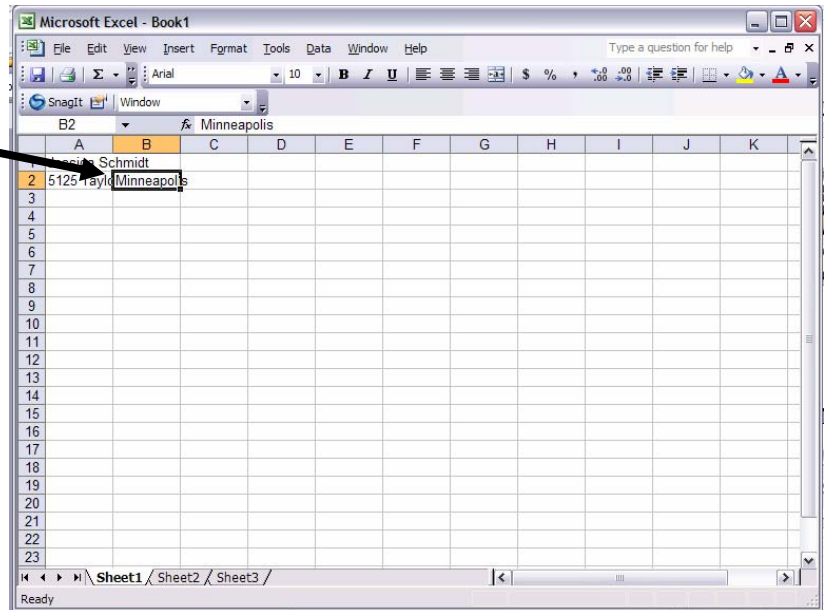 Microsoft Excel - Book1
File Edit View Insert Format Tools Data Window Help Type a question for help
Σ Arial 10 B I U $ % , .00 A
SnagIt Window
B2 fx Minneapolis
A B C D E F G H I J K
1 Schmidt
2 5125 Minneapolis
3
4
5
6
7
8
9
10
11
12
13
14
15
16
17
18
19
20
21
22
23
Sheet1 Sheet2 Sheet3
Ready